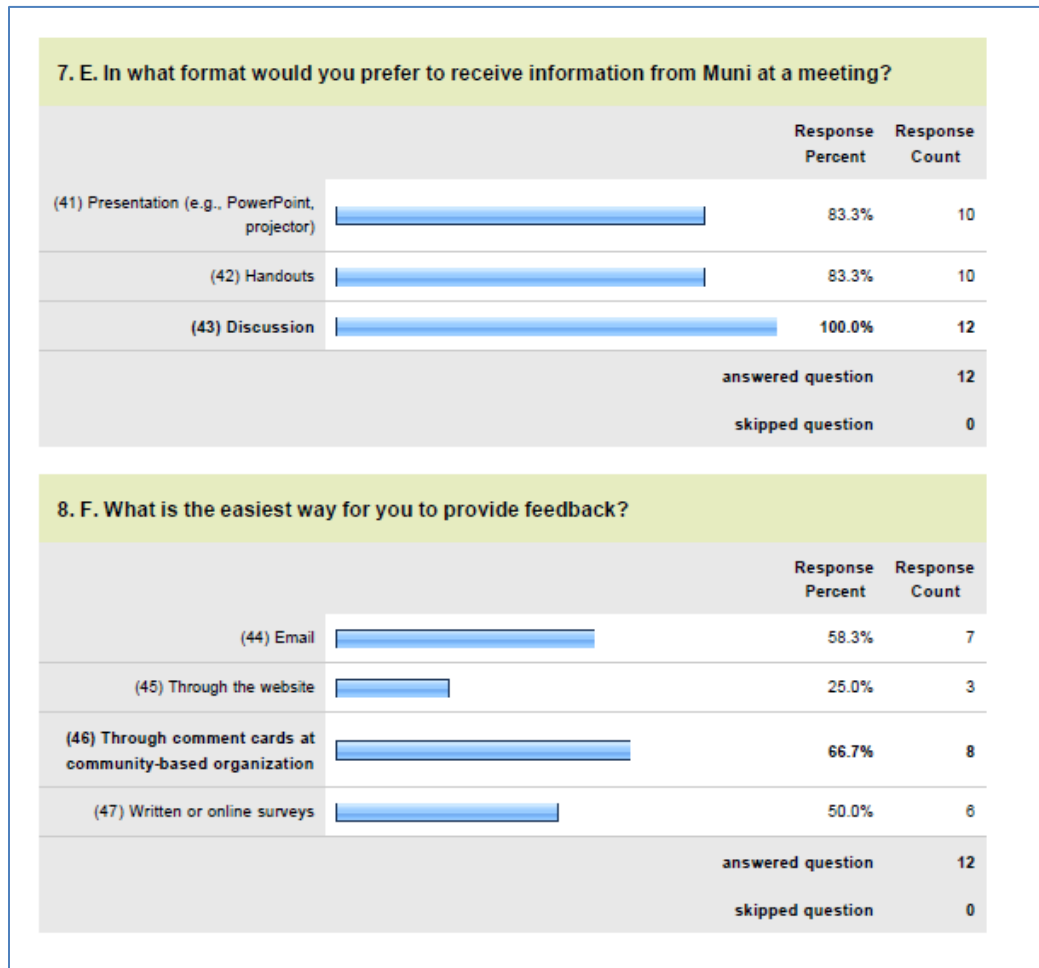 7. E. In what format would you prefer to receive information from Muni at a meeting?
Response Response
Percent Count
(41) Presentation (e.g., PowerPoint,
projector) 83.3% 10
(42) Handouts 83.3% 10
(43) Discussion 100.0% 12
answered question 12
skipped question 0
8. F. What is the easiest way for you to provide feedback?
Response Response
Percent Count
(44) Email 58.3% 7
(45) Through the website 25.0% 3
(46) Through comment cards at
community-based organization 66.7% 8
(47) Written or online surveys 50.0% 6
answered question 12
skipped question 0